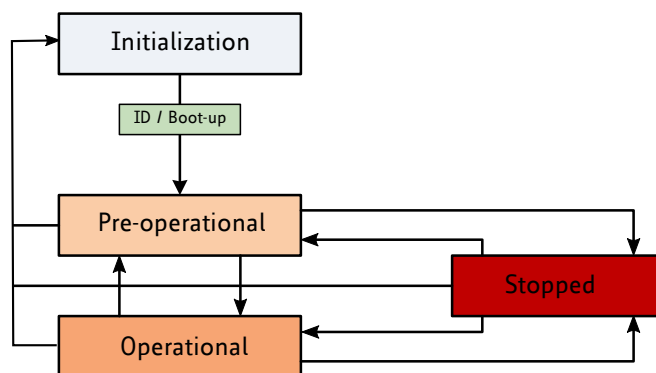 Initialization
ID / Boot-up
Pre-operational
Stopped
Operational